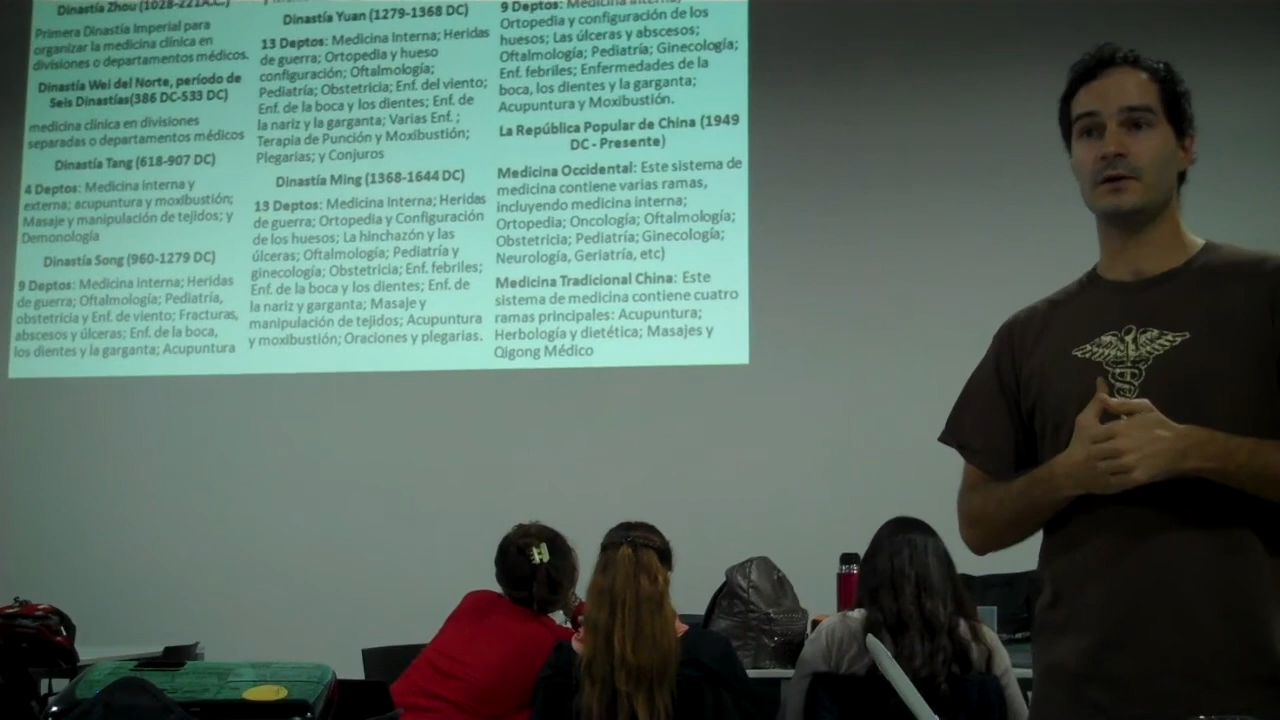 Dinastía Zhou (1028-221A.C.)
Primera Dinastía Imperial para
organizar la medicina clínica en
divisiones o departamentos médicos.
Dinastía Wei del Norte, período de
Seis Dinastías(386 DC-533 DC)
medicina clínica en divisiones
separadas o departamentos médicos
Dinastía Tang (618-907 DC)
4 Deptos: Medicina interna y
externa; acupuntura y moxibustión;
Masaje y manipulación de tejidos; y
Demonología
Dinastía Song (960-1279 DC)
9 Deptos: Medicina Interna; Heridas
de guerra; Oftalmología; Pediatría,
obstetricia y Enf. de viento; Fracturas,
abscesos y úlceras; Enf. de la boca,
los dientes y la garganta; Acupuntura
Dinastía Yuan (1279-1368 DC)
13 Deptos: Medicina Interna; Heridas
de guerra; Ortopedia y hueso
configuración; Oftalmología;
Pediatría; Obstetricia; Enf. del viento;
Enf. de la boca y los dientes; Enf. de
la nariz y la garganta; Varias Enf. ;
Terapia de Punción y Moxibustión;
Plegarias; y Conjuros
Dinastía Ming (1368-1644 DC)
13 Deptos: Medicina Interna; Heridas
de guerra; Ortopedia y Configuración
de los huesos; La hinchazón y las
úlceras; Oftalmología; Pediatría y
ginecología; Obstetricia; Enf. febriles;
Enf. de la boca y los dientes; Enf. de
la nariz y garganta; Masaje y
manipulación de tejidos; Acupuntura
y moxibustión; Oraciones y plegarias.
9 Deptos: Medicina Interna;
Ortopedia y configuración de los
huesos; Las úlceras y abscesos;
Oftalmología; Pediatría; Ginecología;
Enf. febriles; Enfermedades de la
boca, los dientes y la garganta;
Acupuntura y Moxibustión.
La República Popular de China (1949
DC - Presente)
Medicina Occidental: Este sistema de
medicina contiene varias ramas,
incluyendo medicina interna;
Ortopedia; Oncología; Oftalmología;
Obstetricia; Pediatría; Ginecología;
Neurología, Geriatría, etc)
Medicina Tradicional China: Este
sistema de medicina contiene cuatro
ramas principales: Acupuntura;
Herbología y dietética; Masajes y
Qigong Médico